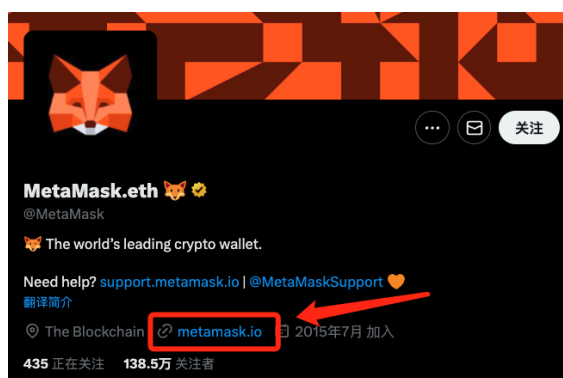 关注
MetaMask.eth
@MetaMask
The world's leading crypto wallet.
Need help? support.metamask.io | @MetaMaskSupport
翻译简介
The Blockchain metamask.io 2015年7月 加入
435 正在关注 138.5万 关注者